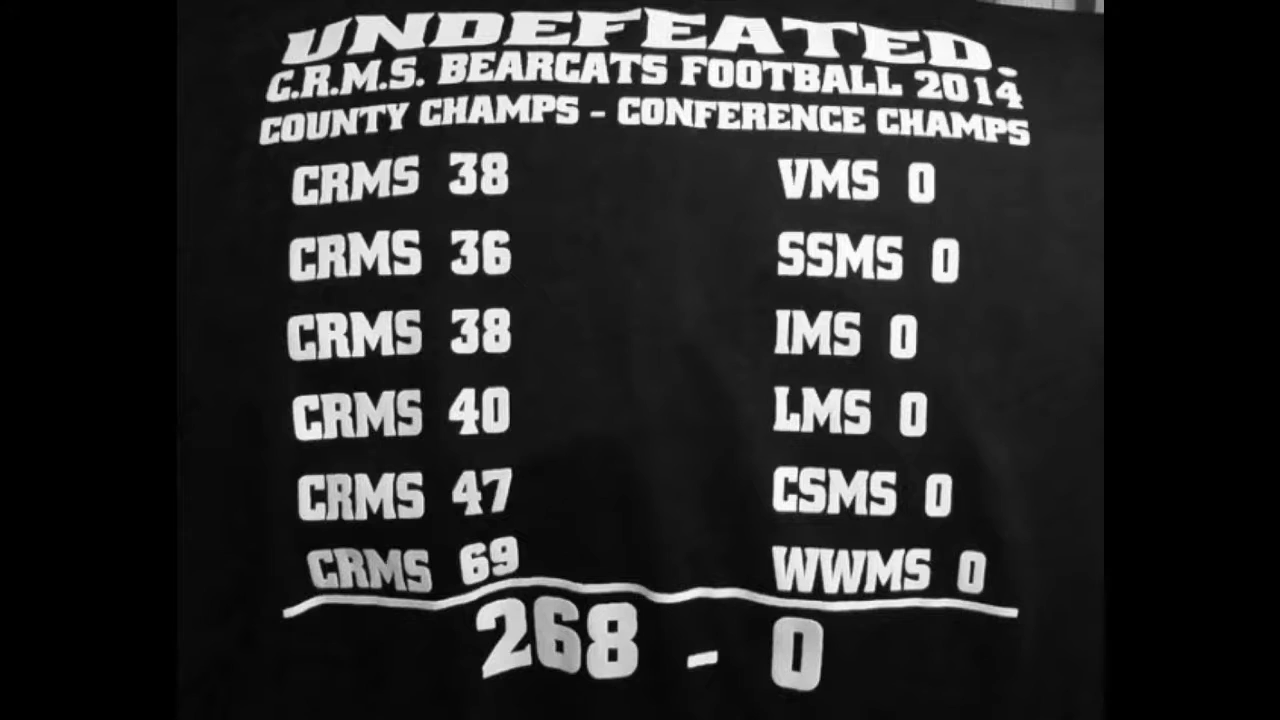 UNDEFEATED.
C.R.M.S. BEARCATS FOOTBALL 2014
COUNTY CHAMPS - CONFERENCE CHAMPS
CRMS 38 VMS 0
CRMS 36 SSMS 0
CRMS 38 IMS 0
CRMS 40 LMS 0
CRMS 47 CSMS 0
CRMS 69 WWMS 0
268 - 0